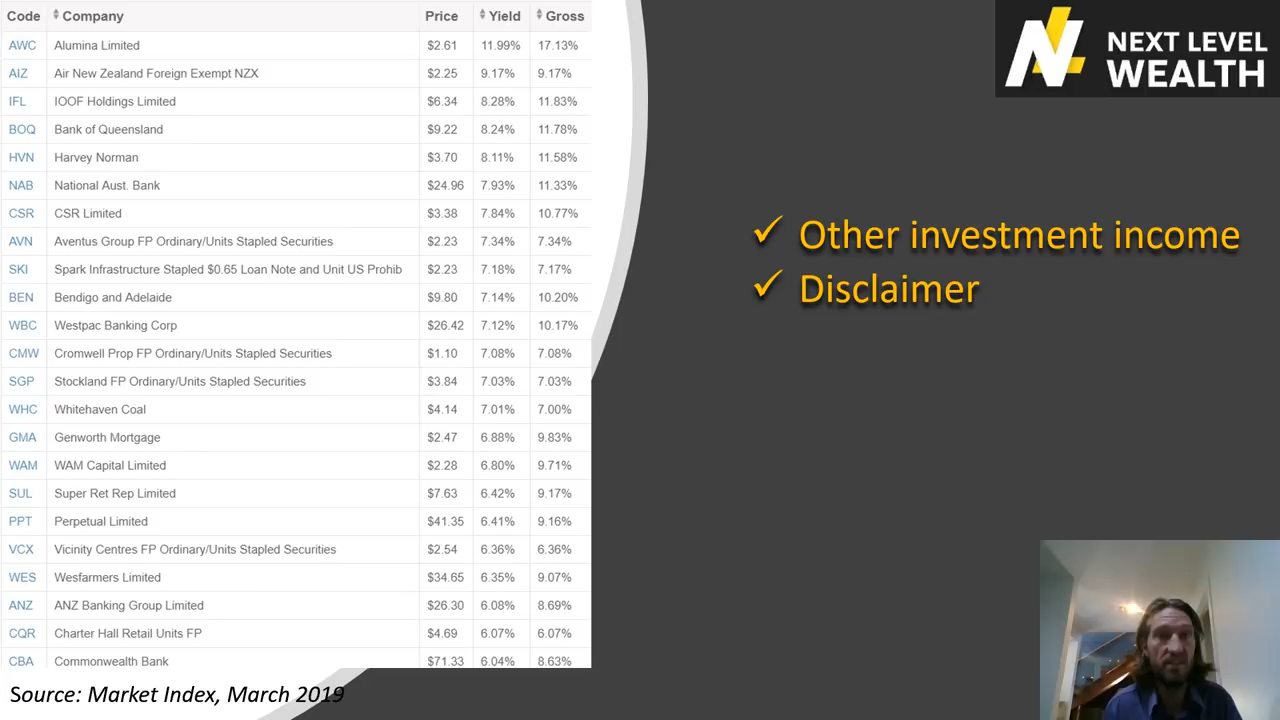 Code Company Price Yield Gross
AWC Alumina Limited $2.61 11.99% 17.13%
AIZ Air New Zealand Foreign Exempt NZX $2.25 9.17% 9.17%
IFL IOOF Holdings Limited $6.34 8.28% 11.83%
BOQ Bank of Queensland $9.22 8.24% 11.78%
HVN Harvey Norman $3.70 8.11% 11.58%
NAB National Aust. Bank $24.96 7.93% 11.33%
CSR CSR Limited $3.38 7.84% 10.77%
AVN Aventus Group FP Ordinary/Units Stapled Securities $2.23 7.34% 7.34%
SKI Spark Infrastructure Stapled $0.65 Loan Note and Unit US Prohib $2.23 7.18% 7.17%
BEN Bendigo and Adelaide $9.80 7.14% 10.20%
WBC Westpac Banking Corp $26.42 7.12% 10.17%
CMW Cromwell Prop FP Ordinary/Units Stapled Securities $1.10 7.08% 7.08%
SGP Stockland FP Ordinary/Units Stapled Securities $3.84 7.03% 7.03%
WHC Whitehaven Coal $4.14 7.01% 7.00%
GMA Genworth Mortgage $2.47 6.88% 9.83%
WAM WAM Capital Limited $2.28 6.80% 9.71%
SUL Super Ret Rep Limited $7.63 6.42% 9.17%
PPT Perpetual Limited $41.35 6.41% 9.16%
VCX Vicinity Centres FP Ordinary/Units Stapled Securities $2.54 6.36% 6.36%
WES Wesfarmers Limited $34.65 6.35% 9.07%
ANZ ANZ Banking Group Limited $26.30 6.08% 8.69%
CQR Charter Hall Retail Units FP $4.69 6.07% 6.07%
CBA Commonwealth Bank $71.33 6.04% 8.63%
Source: Market Index, March 2019
NL NEXT LEVEL
WEALTH
✓ Other investment income
✓ Disclaimer